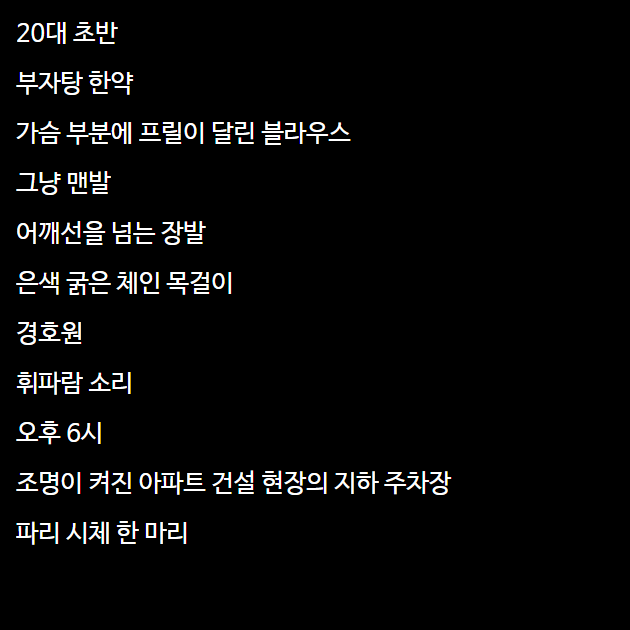 20대 초반
부자탕 한약
가슴 부분에 프릴이 달린 블라우스
그냥 맨발
어깨선을 넘는 장발
은색 굵은 체인 목걸이
경호원
휘파람 소리
오후 6시
조명이 켜진 아파트 건설 현장의 지하 주차장
파리 시체 한 마리